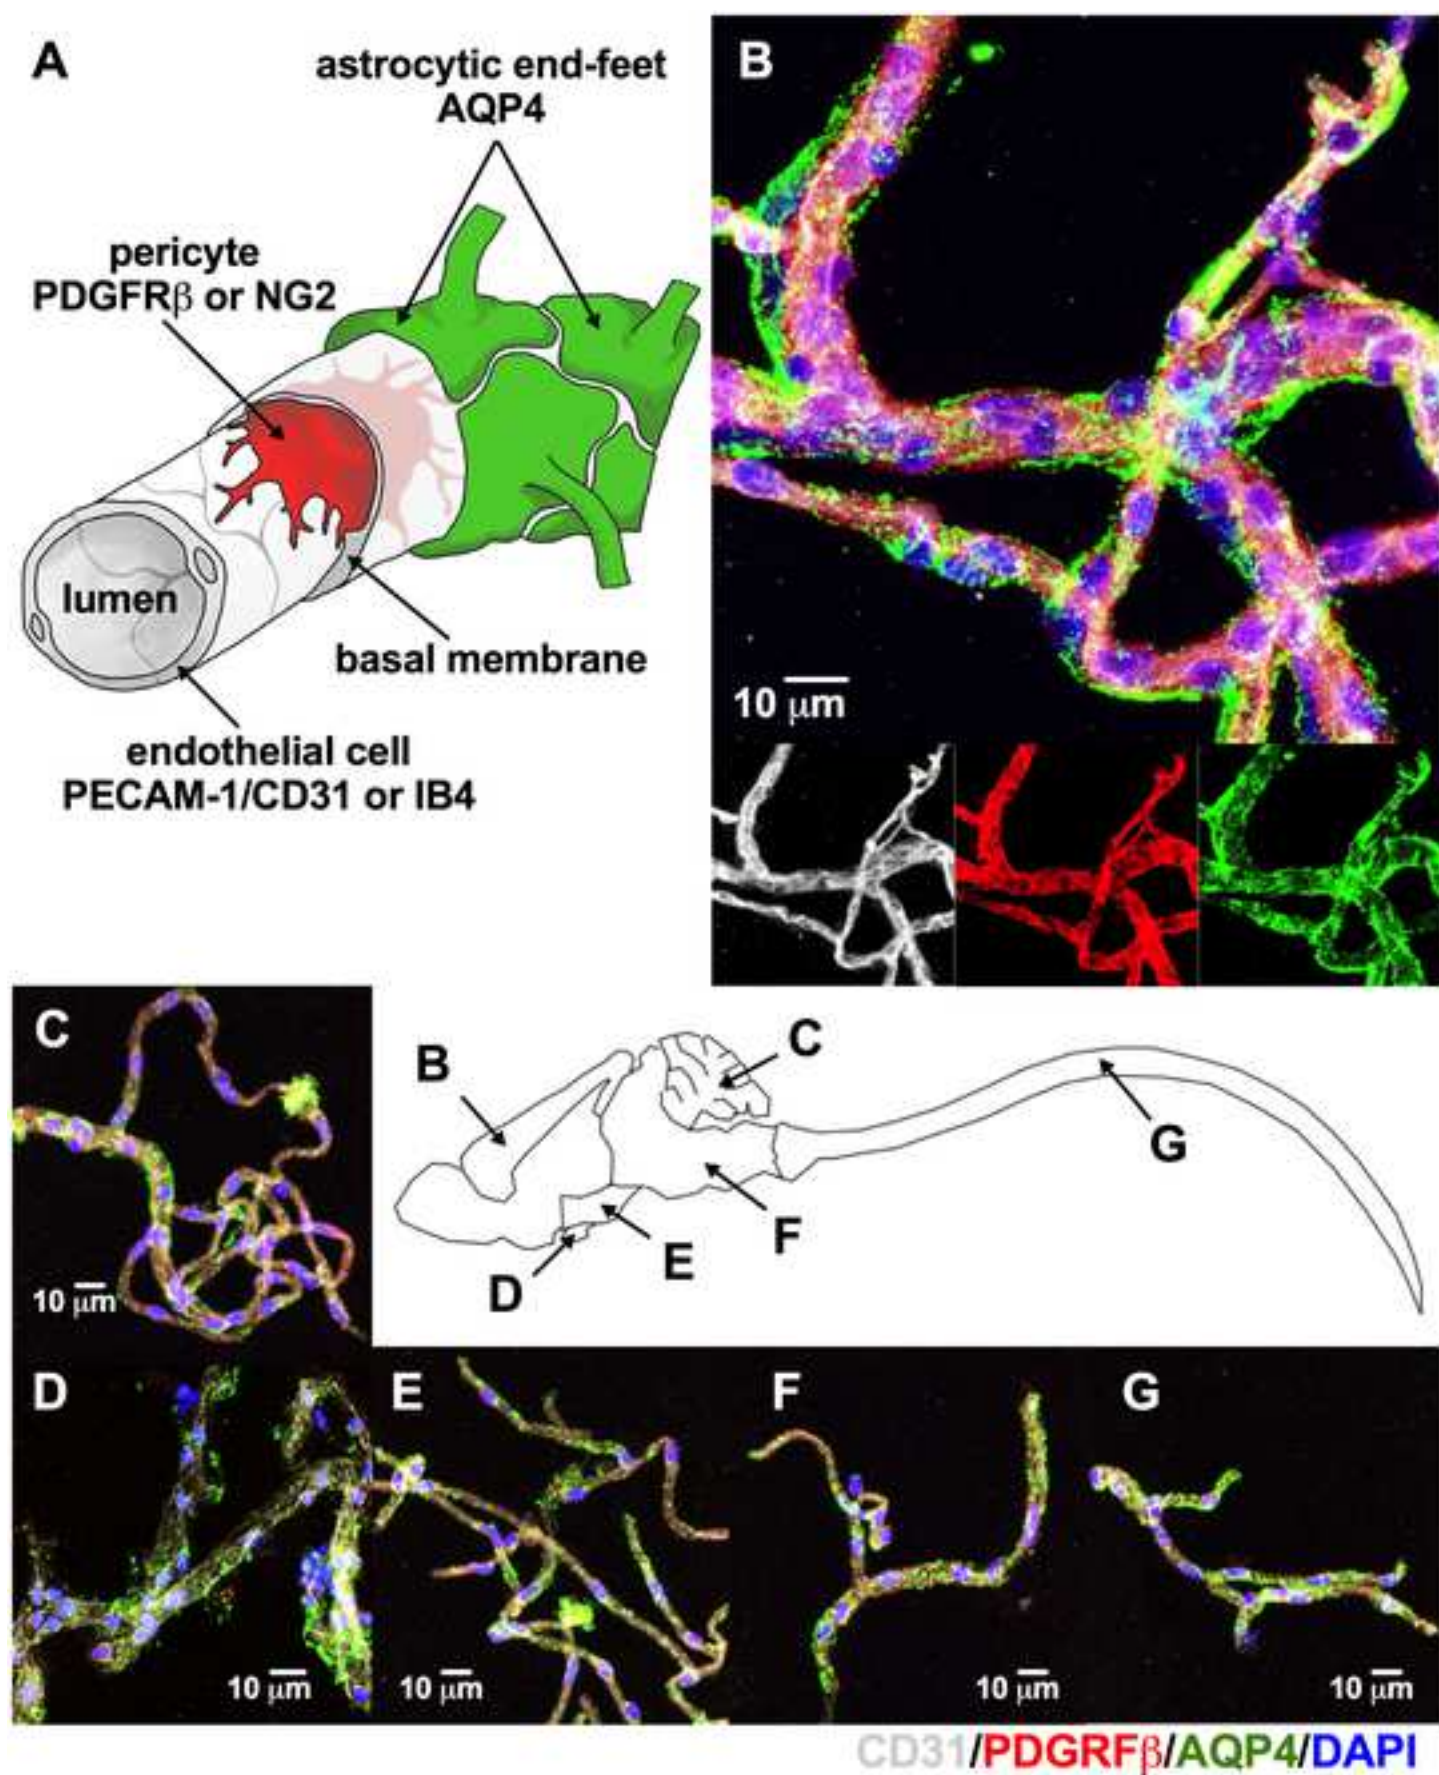 A
astrocytic end-feet
AQP4
pericyte
PDGFRβ or NG2
lumen
basal membrane
endothelial cell
PECAM-1/CD31 or IB4
B
10 μm
C
10 μm
B
C
D
E
F
G
D
10 μm
E
10 μm
F
10 μm
G
10 μm
CD31/PDGRFβ/AQP4/DAPI